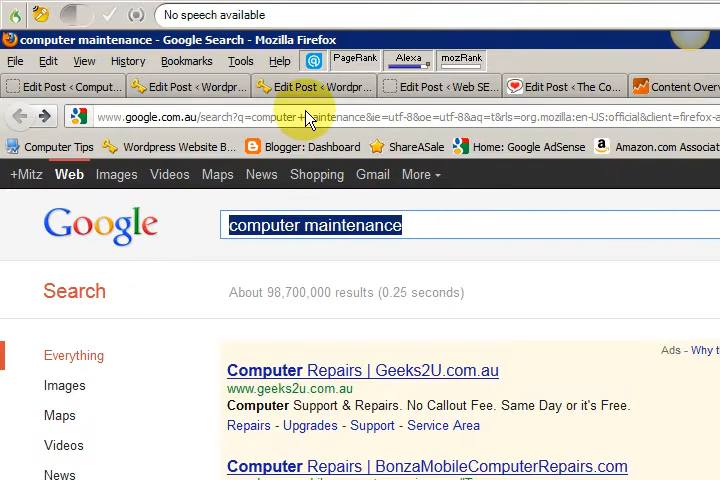 No speech available
computer maintenance - Google Search - Mozilla Firefox
File Edit View History Bookmarks Tools Help PageRank Alexa mozRank
Edit Post ‹ Comput... Edit Post ‹ Wordpr... Edit Post ‹ Wordpr... Edit Post ‹ Web SE... Edit Post ‹ The Co... Content Overv
www.google.com.au/search?q=computer+maintenance&ie=utf-8&oe=utf-8&aq=t&rls=org.mozilla:en-US:official&client=firefox-a
Computer Tips Wordpress Website B... Blogger: Dashboard ShareASale Home: Google AdSense Amazon.com Associat
+Mitz Web Images Videos Maps News Shopping Gmail More
Google computer maintenance
Search About 98,700,000 results (0.25 seconds)
Ads - Why t
Everything
Images
Maps
Videos
News
Computer Repairs | Geeks2U.com.au
www.geeks2u.com.au
Computer Support & Repairs. No Callout Fee. Same Day or it's Free.
Repairs - Upgrades - Support - Service Area
Computer Repairs | BonzaMobileComputerRepairs.com